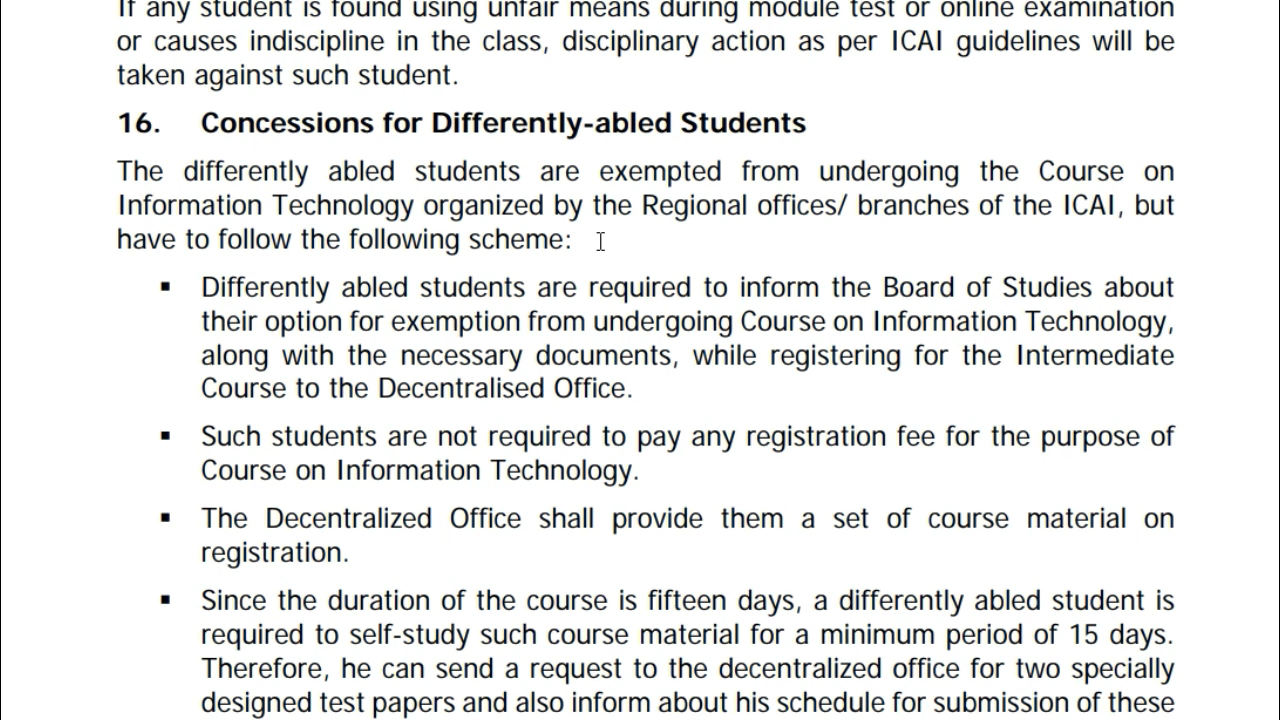 If any student is found using unfair means during module test or online examination
or causes indiscipline in the class, disciplinary action as per ICAI guidelines will be
taken against such student.
16. Concessions for Differently-abled Students
The differently abled students are exempted from undergoing the Course on
Information Technology organized by the Regional offices/ branches of the ICAI, but
have to follow the following scheme:
▪ Differently abled students are required to inform the Board of Studies about
their option for exemption from undergoing Course on Information Technology,
along with the necessary documents, while registering for the Intermediate
Course to the Decentralised Office.
▪ Such students are not required to pay any registration fee for the purpose of
Course on Information Technology.
▪ The Decentralized Office shall provide them a set of course material on
registration.
▪ Since the duration of the course is fifteen days, a differently abled student is
required to self-study such course material for a minimum period of 15 days.
Therefore, he can send a request to the decentralized office for two specially
designed test papers and also inform about his schedule for submission of these